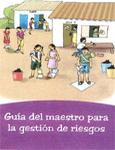 Guía del maestro para
la gestión de riesgos